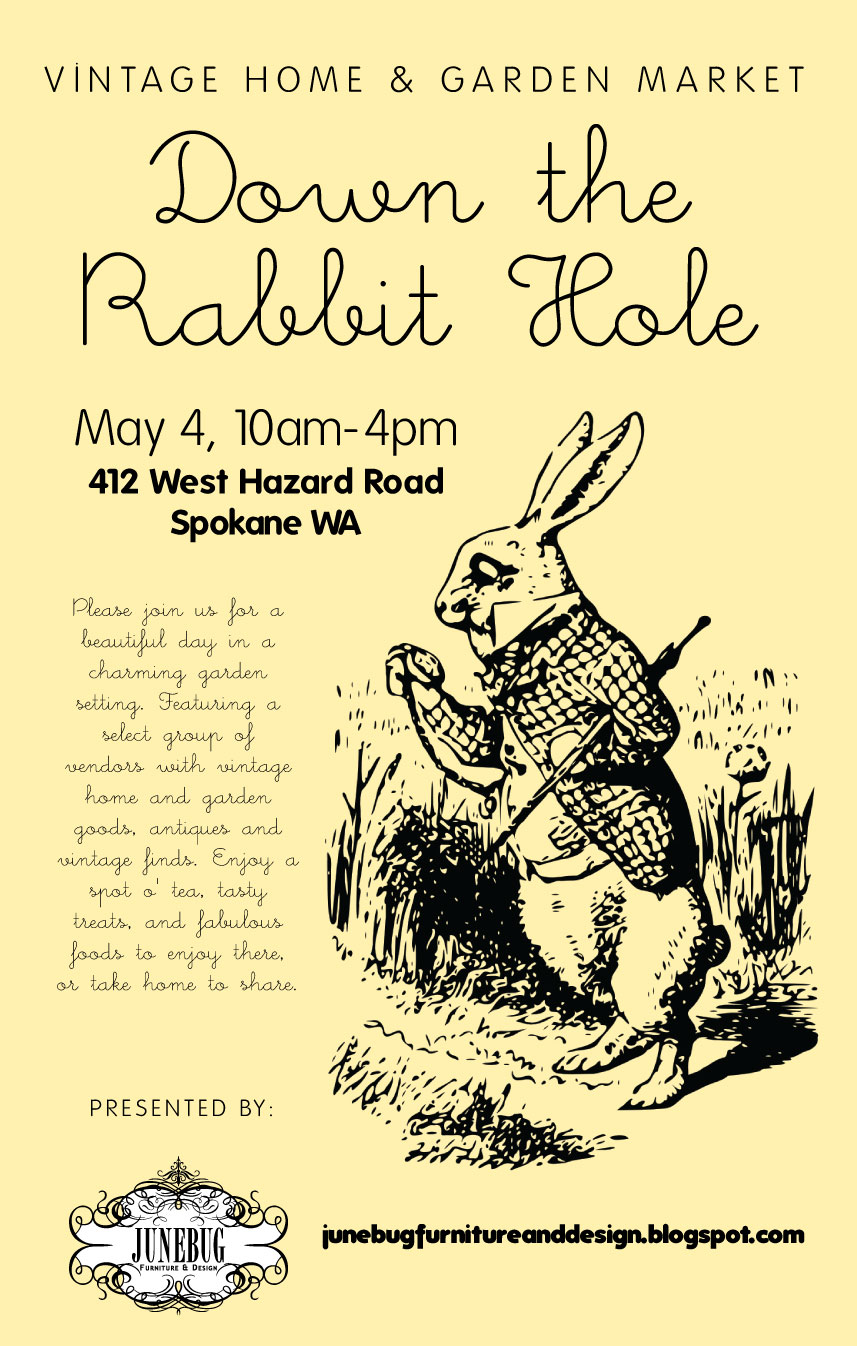 VINTAGE HOME & GARDEN MARKET
Down the
Rabbit Hole
May 4, 10am-4pm
412 West Hazard Road
Spokane WA
Please join us for a
beautiful day in a
charming garden
setting. Featuring a
select group of
vendors with vintage
home and garden
goods, antiques and
vintage finds. Enjoy a
spot o' tea, tasty
treats, and fabulous
foods to enjoy there,
or take home to share.
PRESENTED BY:
JUNEBUG
FURNITURE & DESIGN
junebugfurnitureanddesign.blogspot.com